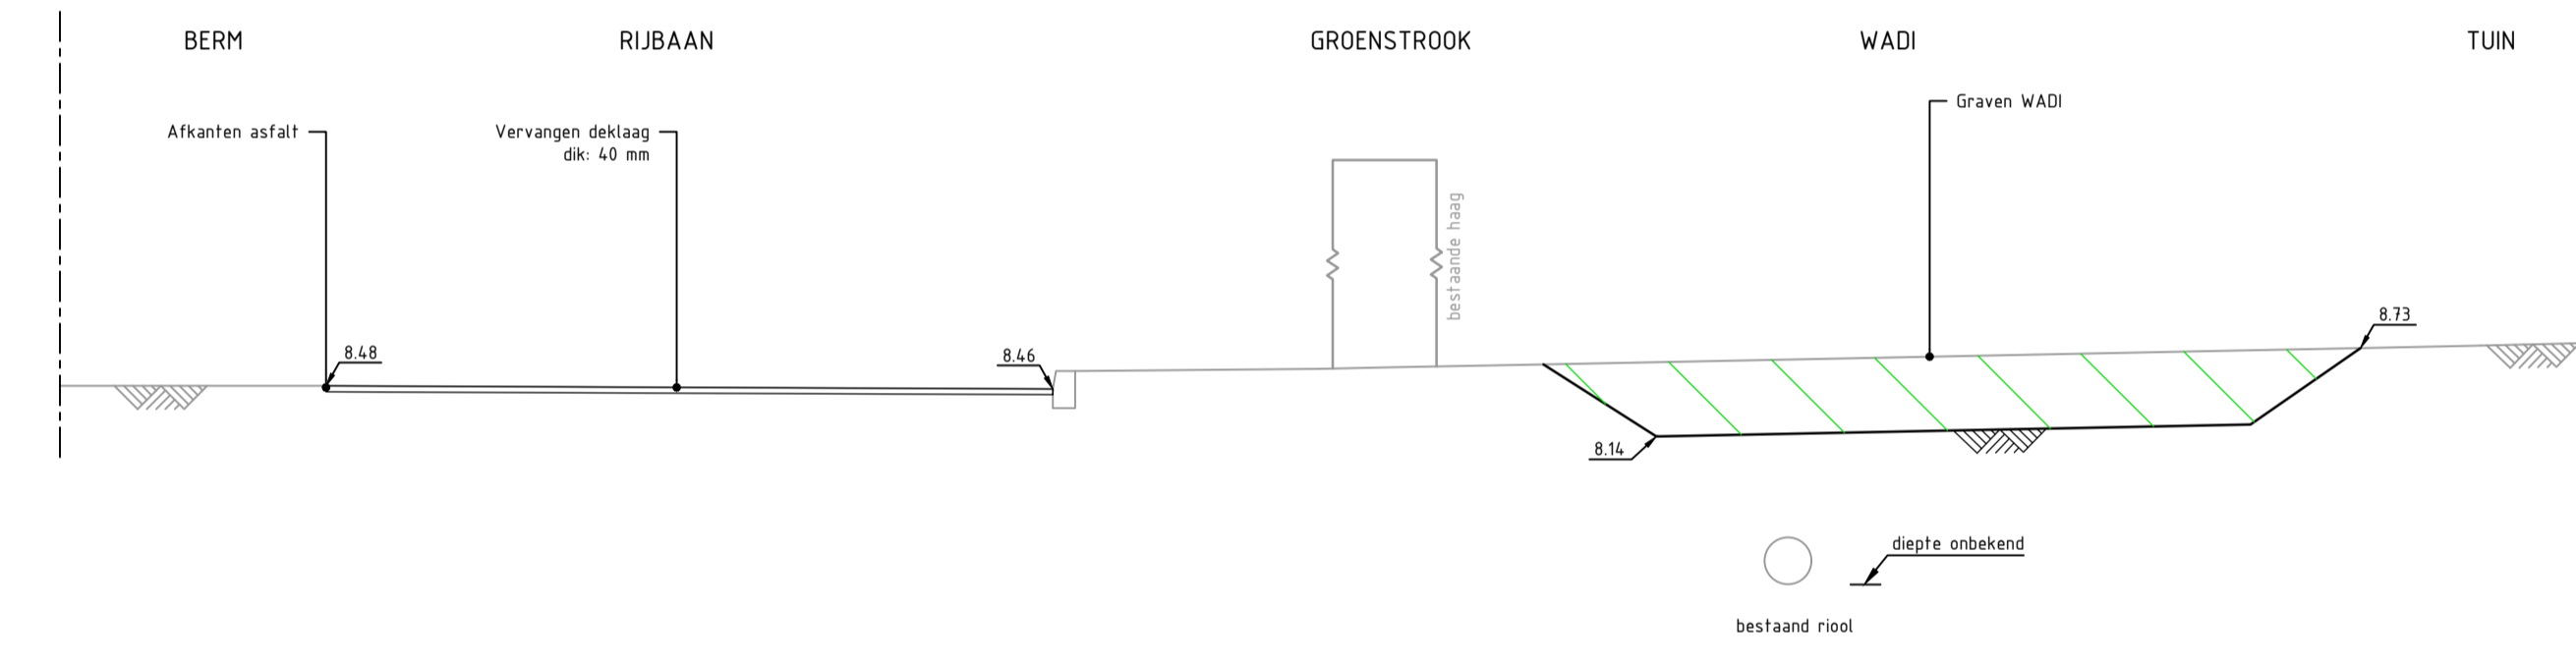 BERM
RIJBAAN
GROENSTROOK
WADI
TUIN
Afkanten asfalt
Vervangen deklaag
dik: 40 mm
Graven WADI
bestaande haag
8.48
8.46
8.73
8.14
diepte onbekend
bestaand riool